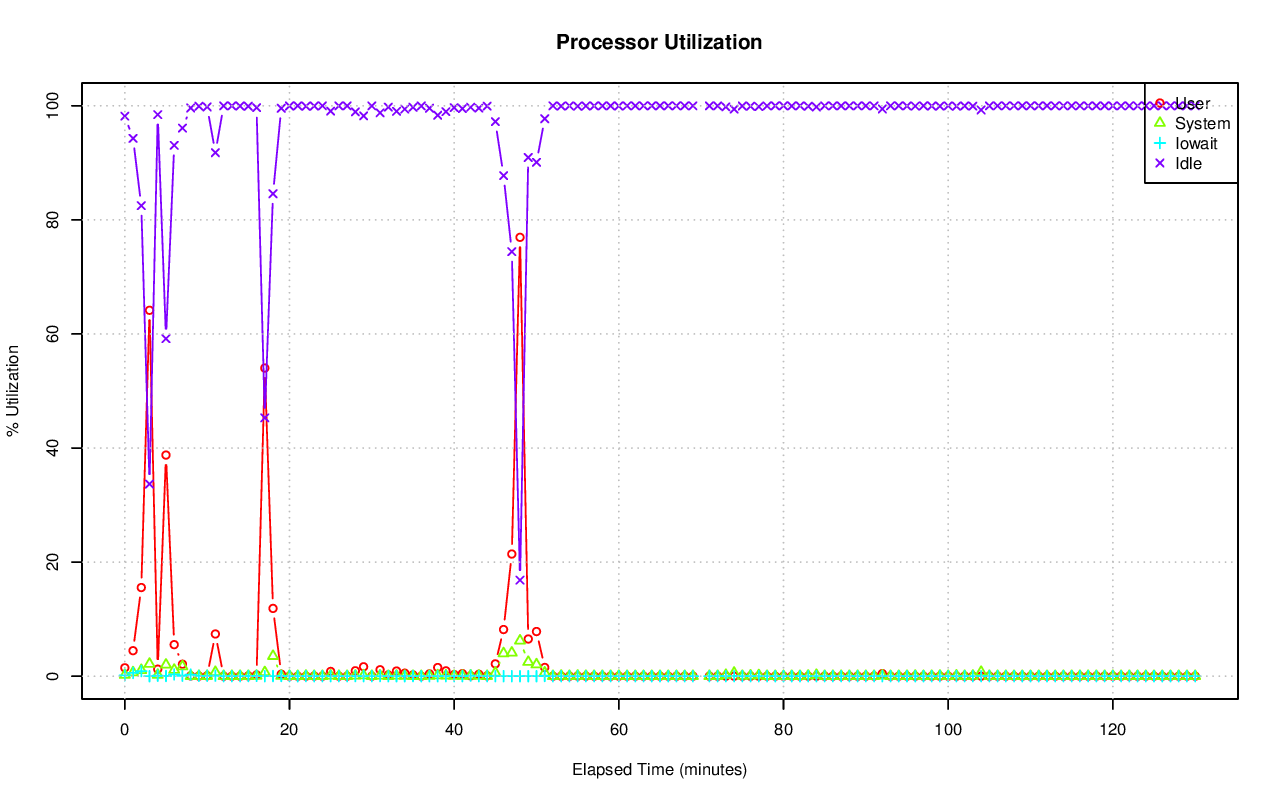 Processor Utilization
% Utilization
100
80
60
40
20
0
User
System
Iowait
Idle
0 20 40 60 80 100 120
Elapsed Time (minutes)